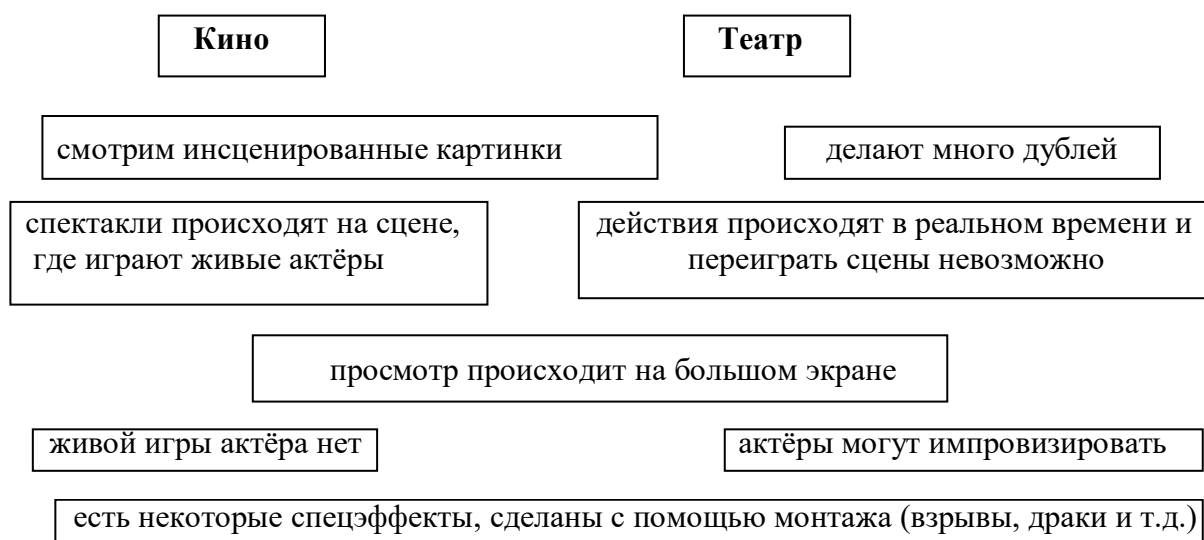 Кино
Театр
смотрим инсценированные картинки
делают много дублей
спектакли происходят на сцене,
где играют живые актёры
действия происходят в реальном времени и
переиграть сцены невозможно
просмотр происходит на большом экране
живой игры актёра нет
актёры могут импровизировать
есть некоторые спецэффекты, сделаны с помощью монтажа (взрывы, драки и т.д.)